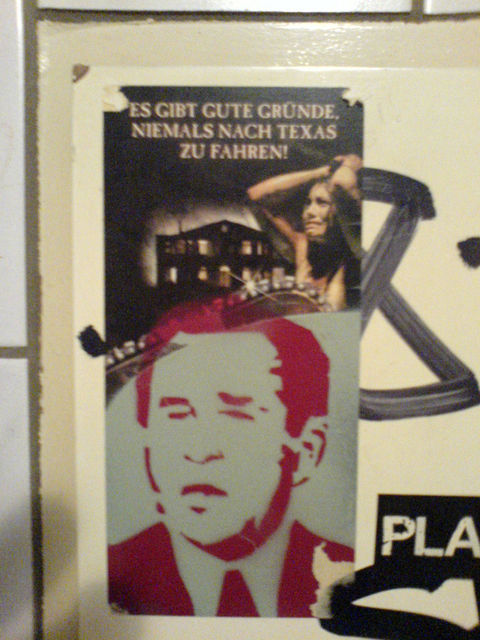 ES GIBT GUTE GRÜNDE,
NIEMALS NACH TEXAS
ZU FAHREN!
PLA